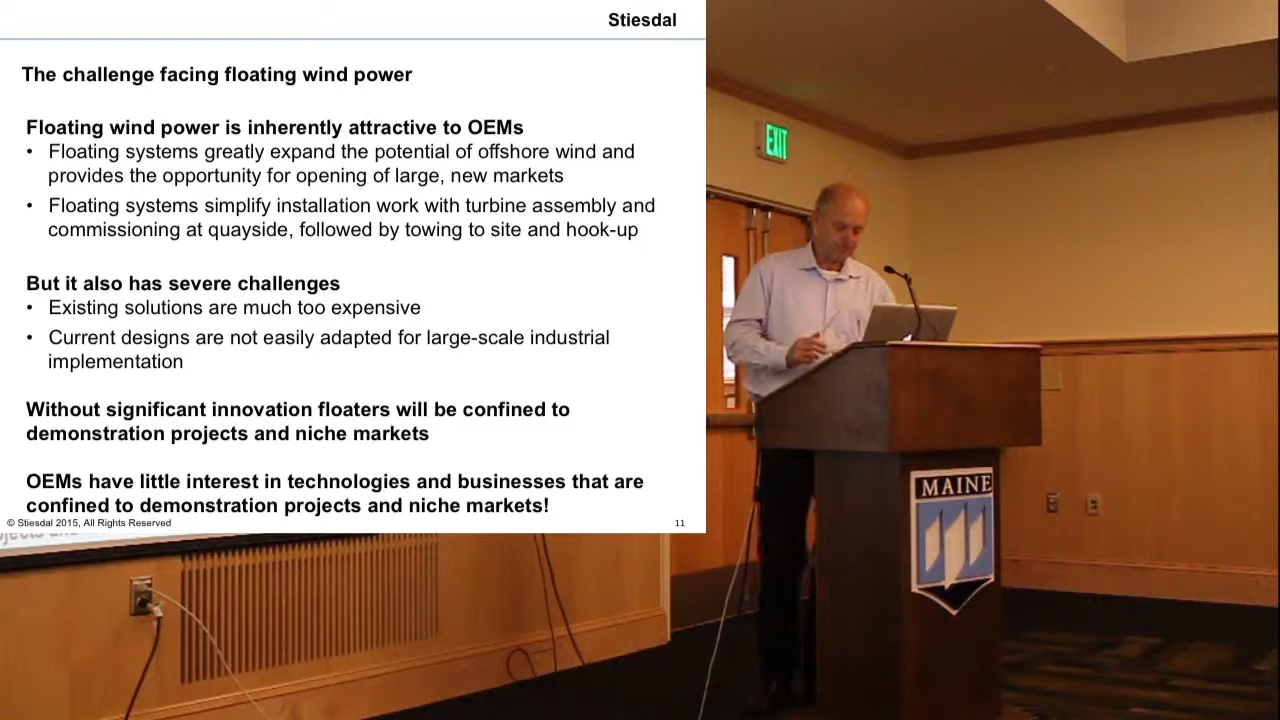 Stiesdal
The challenge facing floating wind power
Floating wind power is inherently attractive to OEMs
• Floating systems greatly expand the potential of offshore wind and
provides the opportunity for opening of large, new markets
• Floating systems simplify installation work with turbine assembly and
commissioning at quayside, followed by towing to site and hook-up
But it also has severe challenges
• Existing solutions are much too expensive
• Current designs are not easily adapted for large-scale industrial
implementation
Without significant innovation floaters will be confined to
demonstration projects and niche markets
OEMs have little interest in technologies and businesses that are
confined to demonstration projects and niche markets!
© Stiesdal 2015, All Rights Reserved
11
EXIT
MAINE